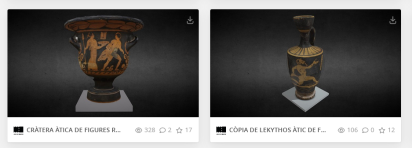 CRÀTERA ÀTICA DE FIGURES R... 328 2 17
CÒPIA DE LEKYTHOS ÀTIC DE F... 106 0 12